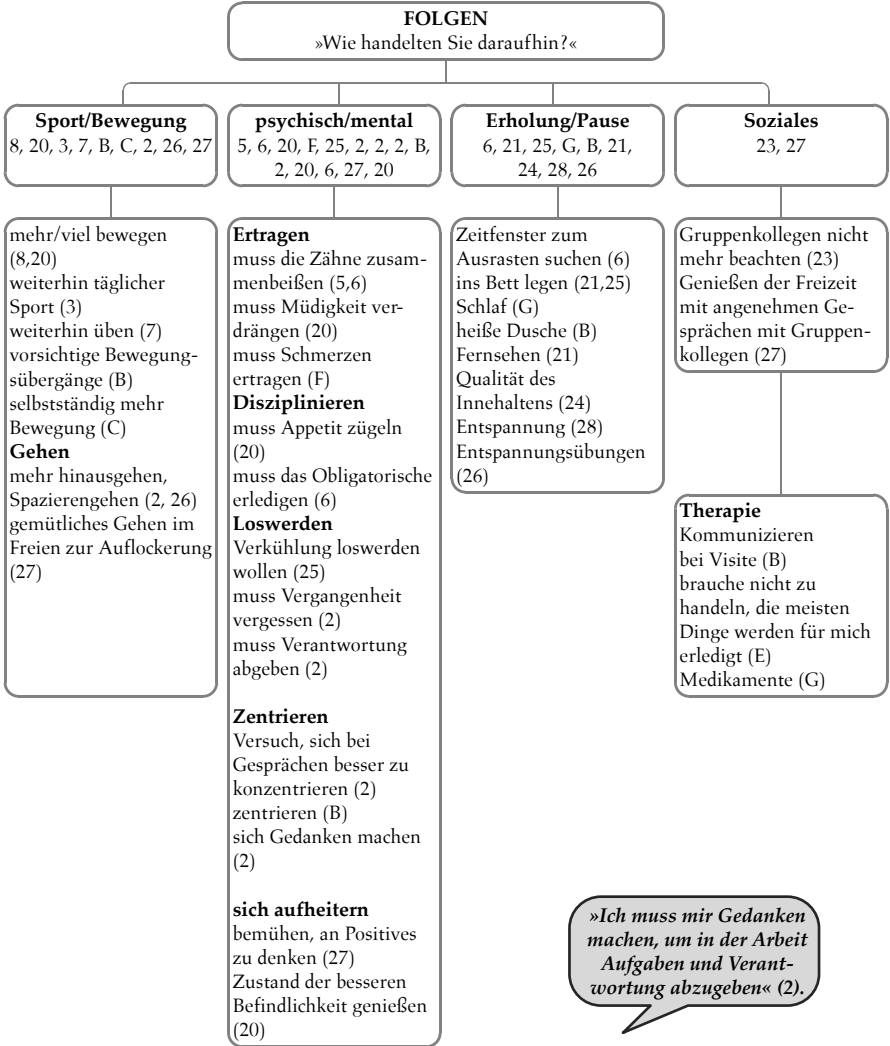 FOLGEN
»Wie handelten Sie daraufhin?«
Sport/Bewegung
8, 20, 3, 7, B, C, 2, 26, 27
psychisch/mental
5, 6, 20, F, 25, 2, 2, 2, B,
2, 20, 6, 27, 20
Erholung/Pause
6, 21, 25, G, B, 21,
24, 28, 26
Soziales
23, 27
mehr/viel bewegen
(8,20)
weiterhin täglicher
Sport (3)
weiterhin üben (7)
vorsichtige Bewegung-
sübergänge (B)
selbstständig mehr
Bewegung (C)
Gehen
mehr hinausgehen,
Spazierengehen (2, 26)
gemütliches Gehen im
Freien zur Auflockerung
(27)
Ertragen
muss die Zähne zusam-
menbeißen (5,6)
muss Müdigkeit ver-
drängen (20)
muss Schmerzen
ertragen (F)
Disziplinieren
muss Appetit zügeln
(20)
muss das Obligatorische
erledigen (6)
Loswerden
Verkühlung loswerden
wollen (25)
muss Vergangenheit
vergessen (2)
muss Verantwortung
abgeben (2)
Zentrieren
Versuch, sich bei
Gesprächen besser zu
konzentrieren (2)
zentrieren (B)
sich Gedanken machen
(2)
sich aufheitern
bemühen, an Positives
zu denken (27)
Zustand der besseren
Befindlichkeit genießen
(20)
Zeitfenster zum
Ausrasten suchen (6)
ins Bett legen (21,25)
Schlaf (G)
heiße Dusche (B)
Fernsehen (21)
Qualität des
Innehaltens (24)
Entspannung (28)
Entspannungsübungen
(26)
Gruppenkollegen nicht
mehr beachten (23)
Genießen der Freizeit
mit angenehmen Ge-
sprächen mit Gruppen-
kollegen (27)
Therapie
Kommunizieren
bei Visite (B)
brauche nicht zu
handeln, die meisten
Dinge werden für mich
erledigt (E)
Medikamente (G)
»Ich muss mir Gedanken
machen, um in der Arbeit
Aufgaben und Verant-
wortung abzugeben« (2).